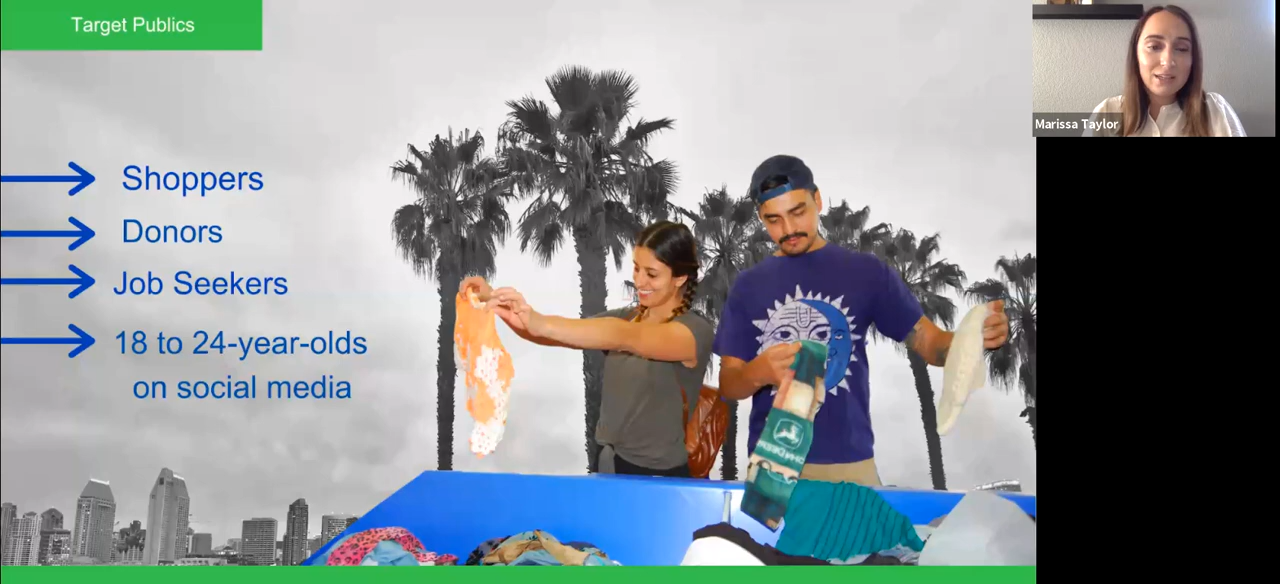 Target Publics
Marissa Taylor
Shoppers
Donors
Job Seekers
18 to 24-year-olds
on social media